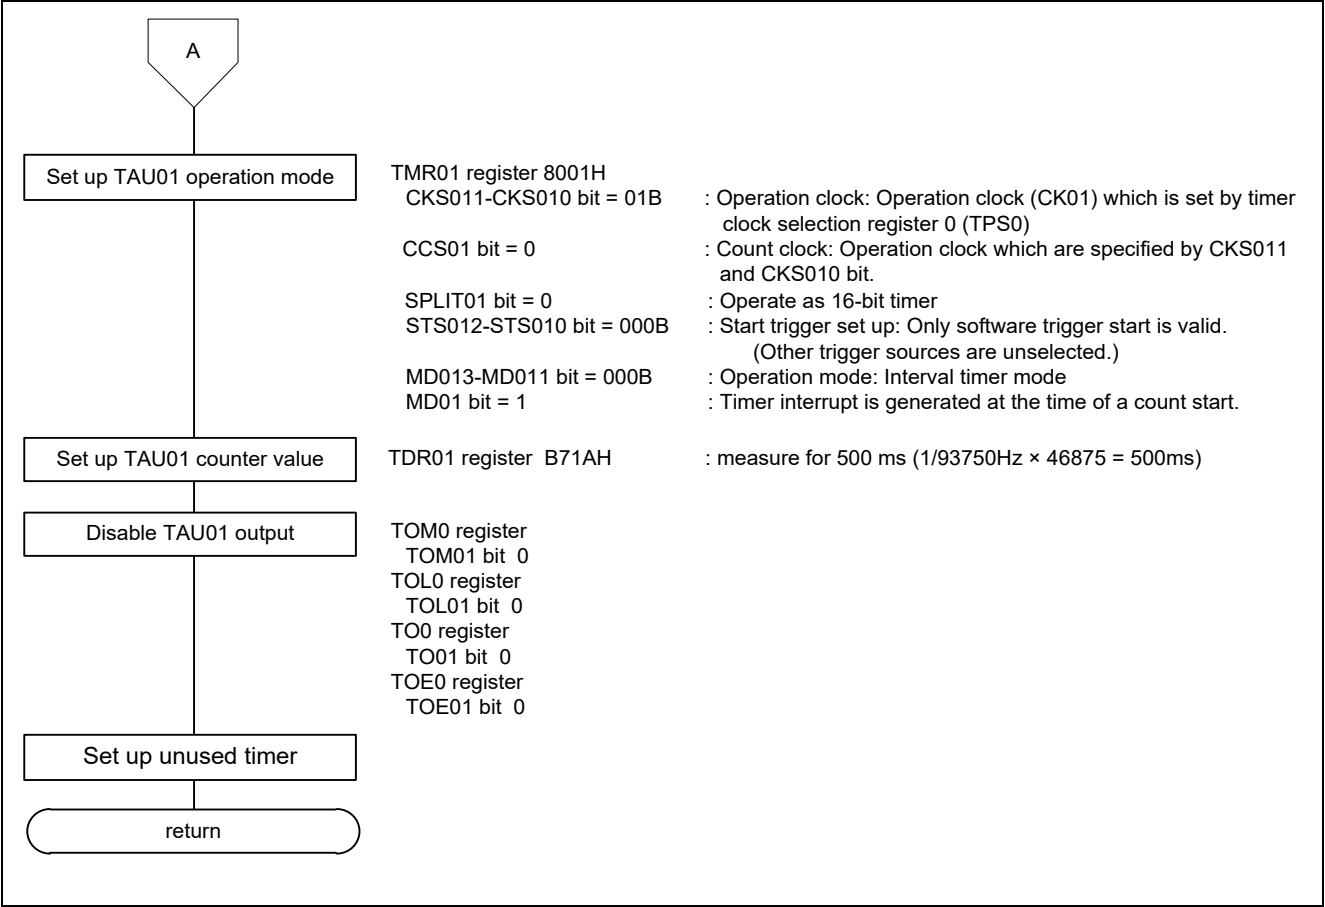 A
Set up TAU01 operation mode
TMR01 register 8001H
CKS011-CKS010 bit = 01B : Operation clock: Operation clock (CK01) which is set by timer
clock selection register 0 (TPS0)
CCS01 bit = 0 : Count clock: Operation clock which are specified by CKS011
and CKS010 bit.
SPLIT01 bit = 0 : Operate as 16-bit timer
STS012-STS010 bit = 000B : Start trigger set up: Only software trigger start is valid.
(Other trigger sources are unselected.)
MD013-MD011 bit = 000B : Operation mode: Interval timer mode
MD01 bit = 1 : Timer interrupt is generated at the time of a count start.
Set up TAU01 counter value
TDR01 register B71AH : measure for 500 ms (1/93750Hz × 46875 = 500ms)
Disable TAU01 output
TOM0 register
TOM01 bit 0
TOL0 register
TOL01 bit 0
TO0 register
TO01 bit 0
TOE0 register
TOE01 bit 0
Set up unused timer
return